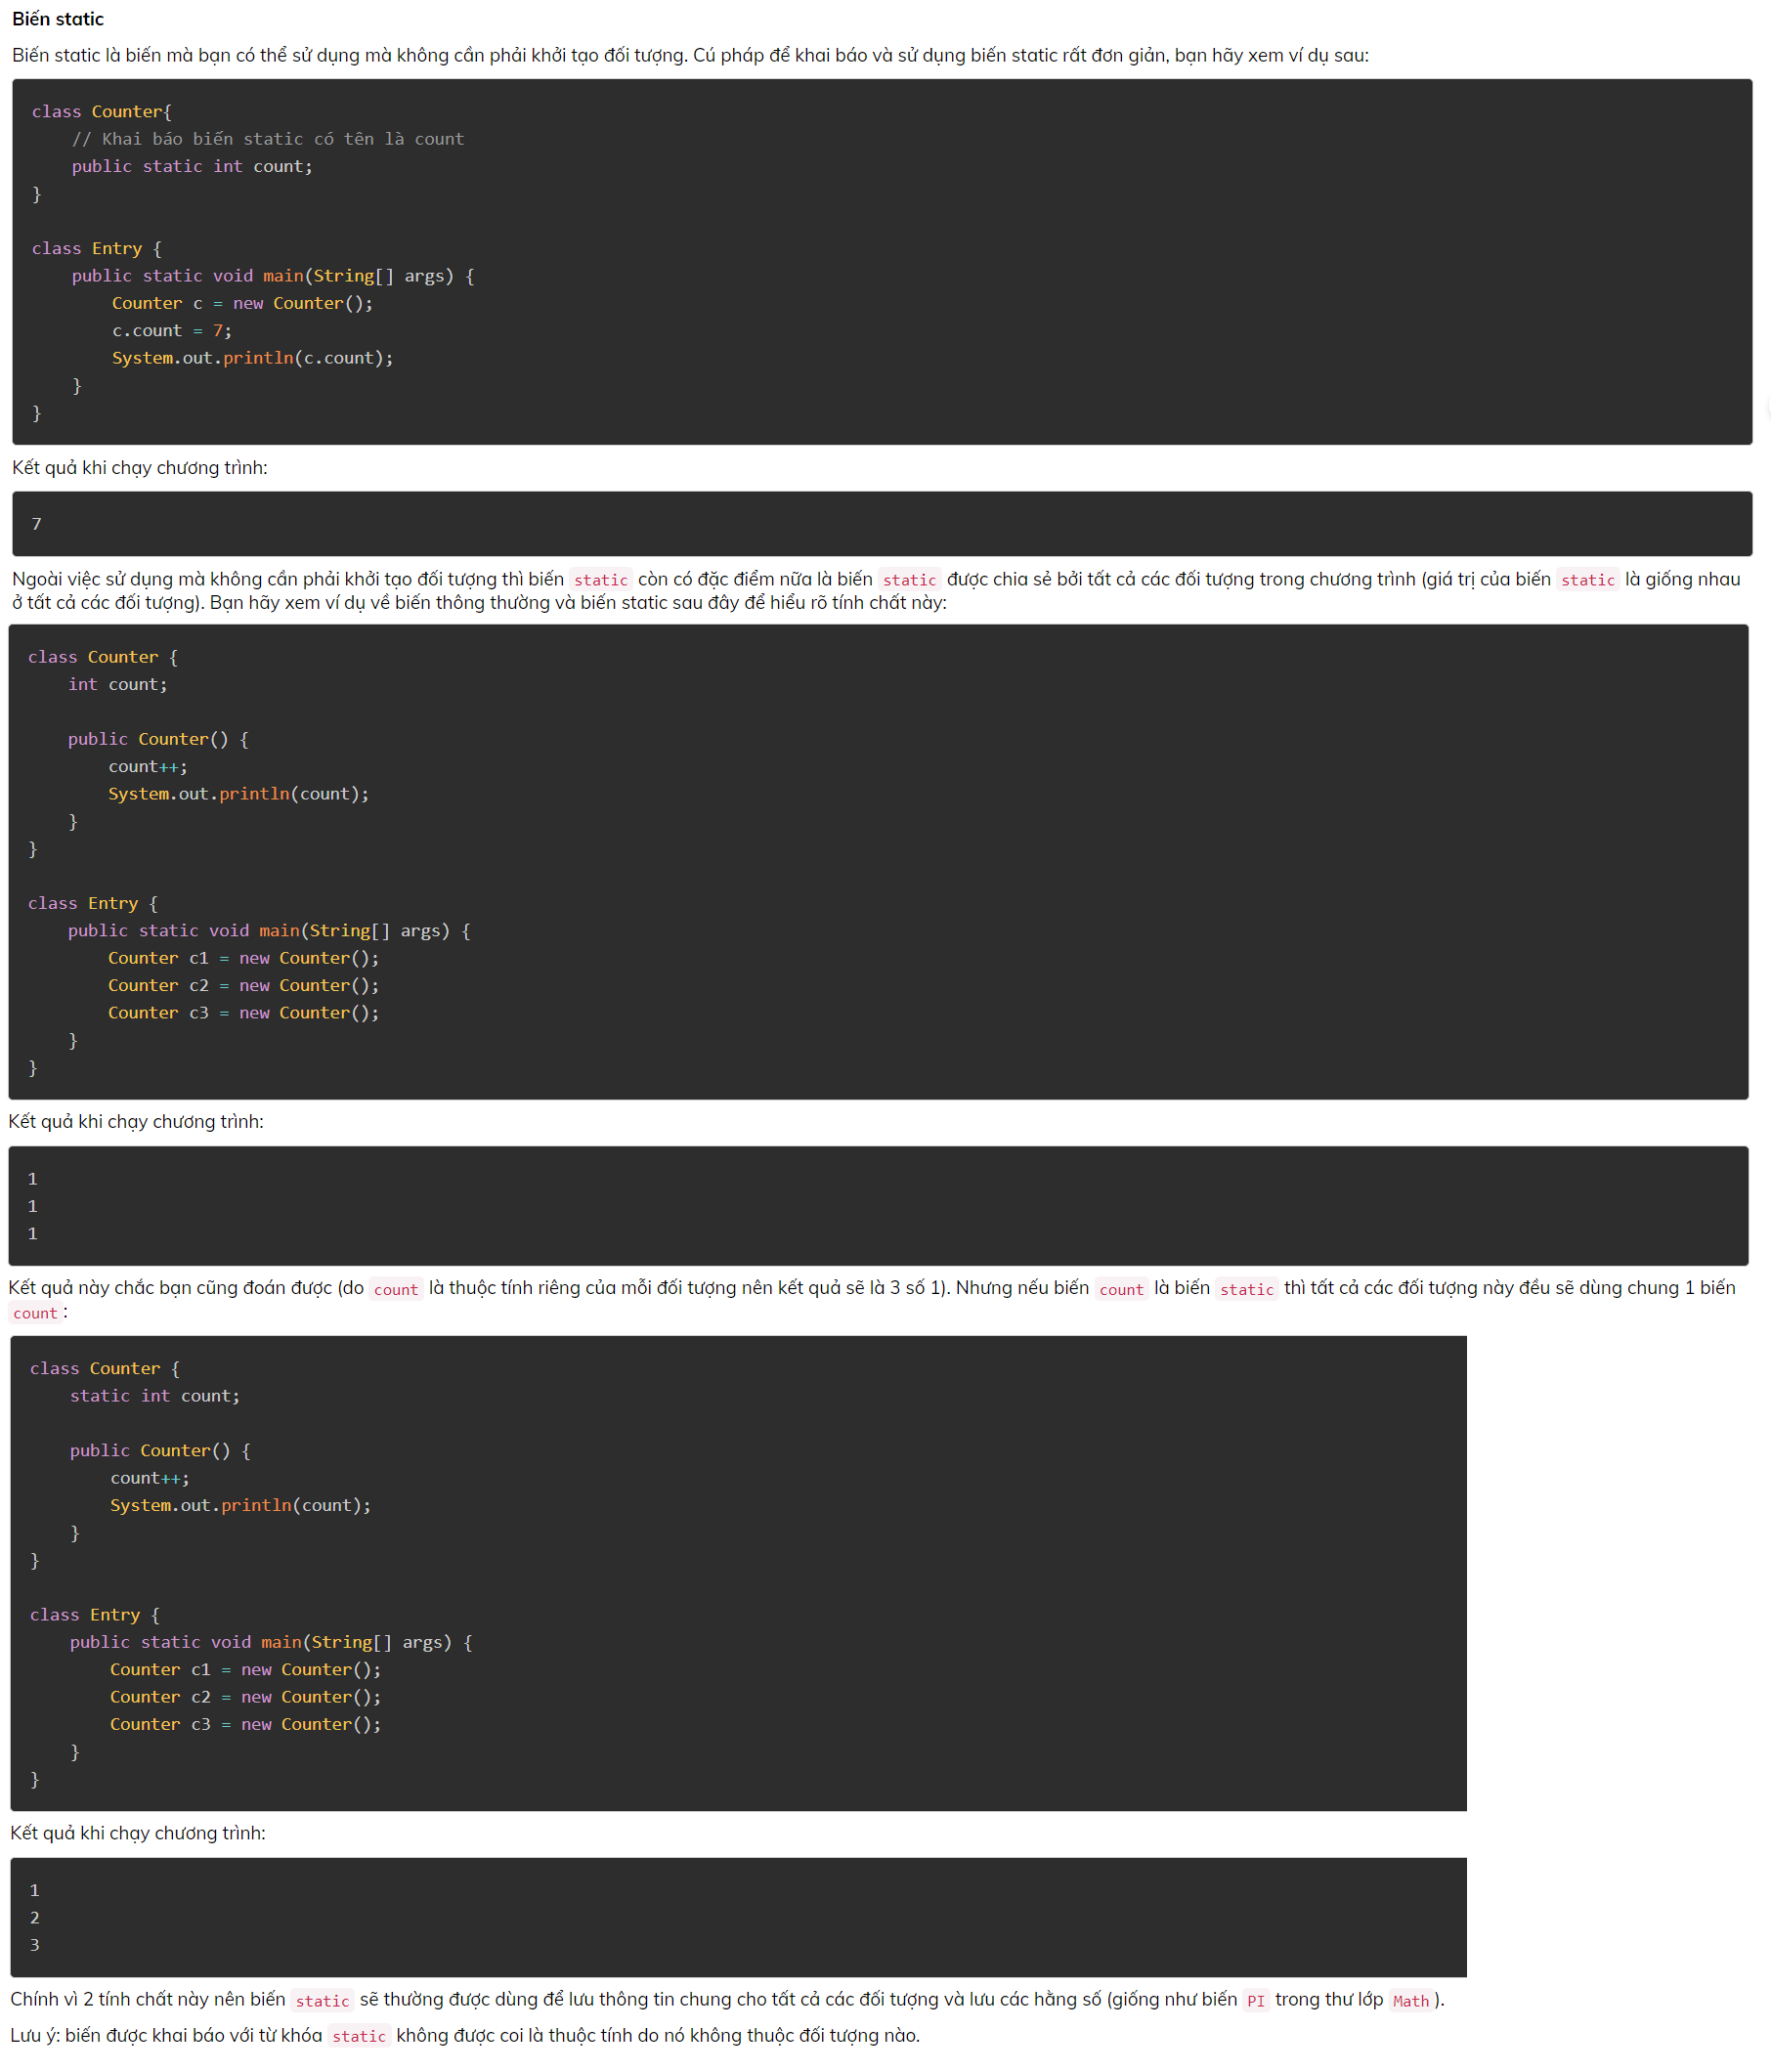 Biến static
Biến static là biến mà bạn có thể sử dụng mà không cần phải khởi tạo đối tượng. Cú pháp để khai báo và sử dụng biến static rất đơn giản, bạn hãy xem ví dụ sau:
class Counter{
    // Khai báo biến static có tên là count
    public static int count;
}

class Entry {
    public static void main(String[] args) {
        Counter c = new Counter();
        c.count = 7;
        System.out.println(c.count);
    }
}
Kết quả khi chạy chương trình:
7
Ngoài việc sử dụng mà không cần phải khởi tạo đối tượng thì biến static còn có đặc điểm nữa là biến static được chia sẻ bởi tất cả các đối tượng trong chương trình (giá trị của biến static là giống nhau
ở tất cả các đối tượng). Bạn hãy xem ví dụ về biến thông thường và biến static sau đây để hiểu rõ tính chất này:
class Counter {
    int count;

    public Counter() {
        count++;
        System.out.println(count);
    }
}

class Entry {
    public static void main(String[] args) {
        Counter c1 = new Counter();
        Counter c2 = new Counter();
        Counter c3 = new Counter();
    }
}
Kết quả khi chạy chương trình:
1
1
1
Kết quả này chắc bạn cũng đoán được (do count là thuộc tính riêng của mỗi đối tượng nên kết quả sẽ là 3 số 1). Nhưng nếu biến count là biến static thì tất cả các đối tượng này đều sẽ dùng chung 1 biến
count :
class Counter {
    static int count;

    public Counter() {
        count++;
        System.out.println(count);
    }
}

class Entry {
    public static void main(String[] args) {
        Counter c1 = new Counter();
        Counter c2 = new Counter();
        Counter c3 = new Counter();
    }
}
Kết quả khi chạy chương trình:
1
2
3
Chính vì 2 tính chất này nên biến static sẽ thường được dùng để lưu thông tin chung cho tất cả các đối tượng và lưu các hằng số (giống như biến PI trong thư lớp Math ).
Lưu ý: biến được khai báo với từ khóa static không được coi là thuộc tính do nó không thuộc đối tượng nào.